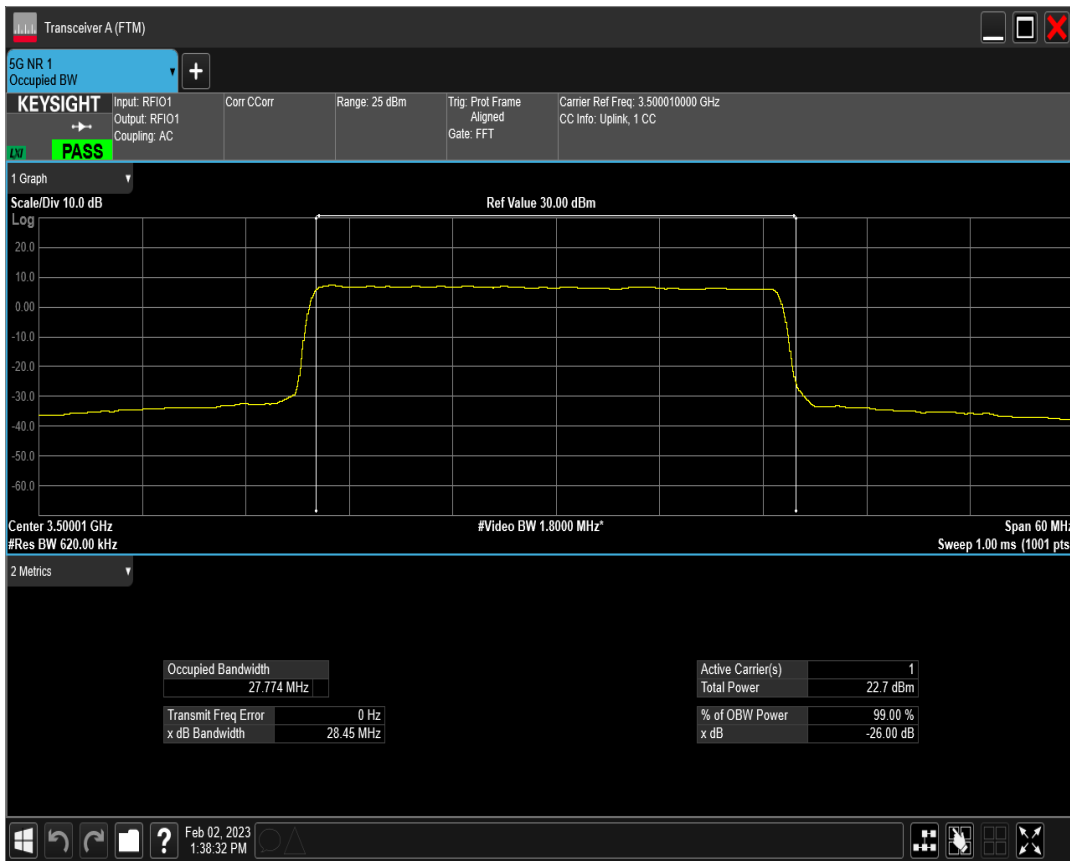 Transceiver A (FTM)
5G NR 1
Occupied BW
+
KEYSIGHT
LXI
PASS
Input: RFIO1
Output: RFIO1
Coupling: AC
Corr CCorr
Range: 25 dBm
Trig: Prot Frame
Aligned
Gate: FFT
Carrier Ref Freq: 3.500010000 GHz
CC Info: Uplink, 1 CC
1 Graph
Scale/Div 10.0 dB
Ref Value 30.00 dBm
Log
20.0
10.0
0.00
-10.0
-20.0
-30.0
-40.0
-50.0
-60.0
Center 3.50001 GHz
#Video BW 1.8000 MHz*
Span 60 MHz
#Res BW 620.00 kHz
Sweep 1.00 ms (1001 pts
2 Metrics
Occupied Bandwidth
27.774 MHz
Transmit Freq Error 0 Hz
x dB Bandwidth 28.45 MHz
Active Carrier(s) 1
Total Power 22.7 dBm
% of OBW Power 99.00 %
x dB -26.00 dB
?
Feb 02, 2023
1:38:32 PM